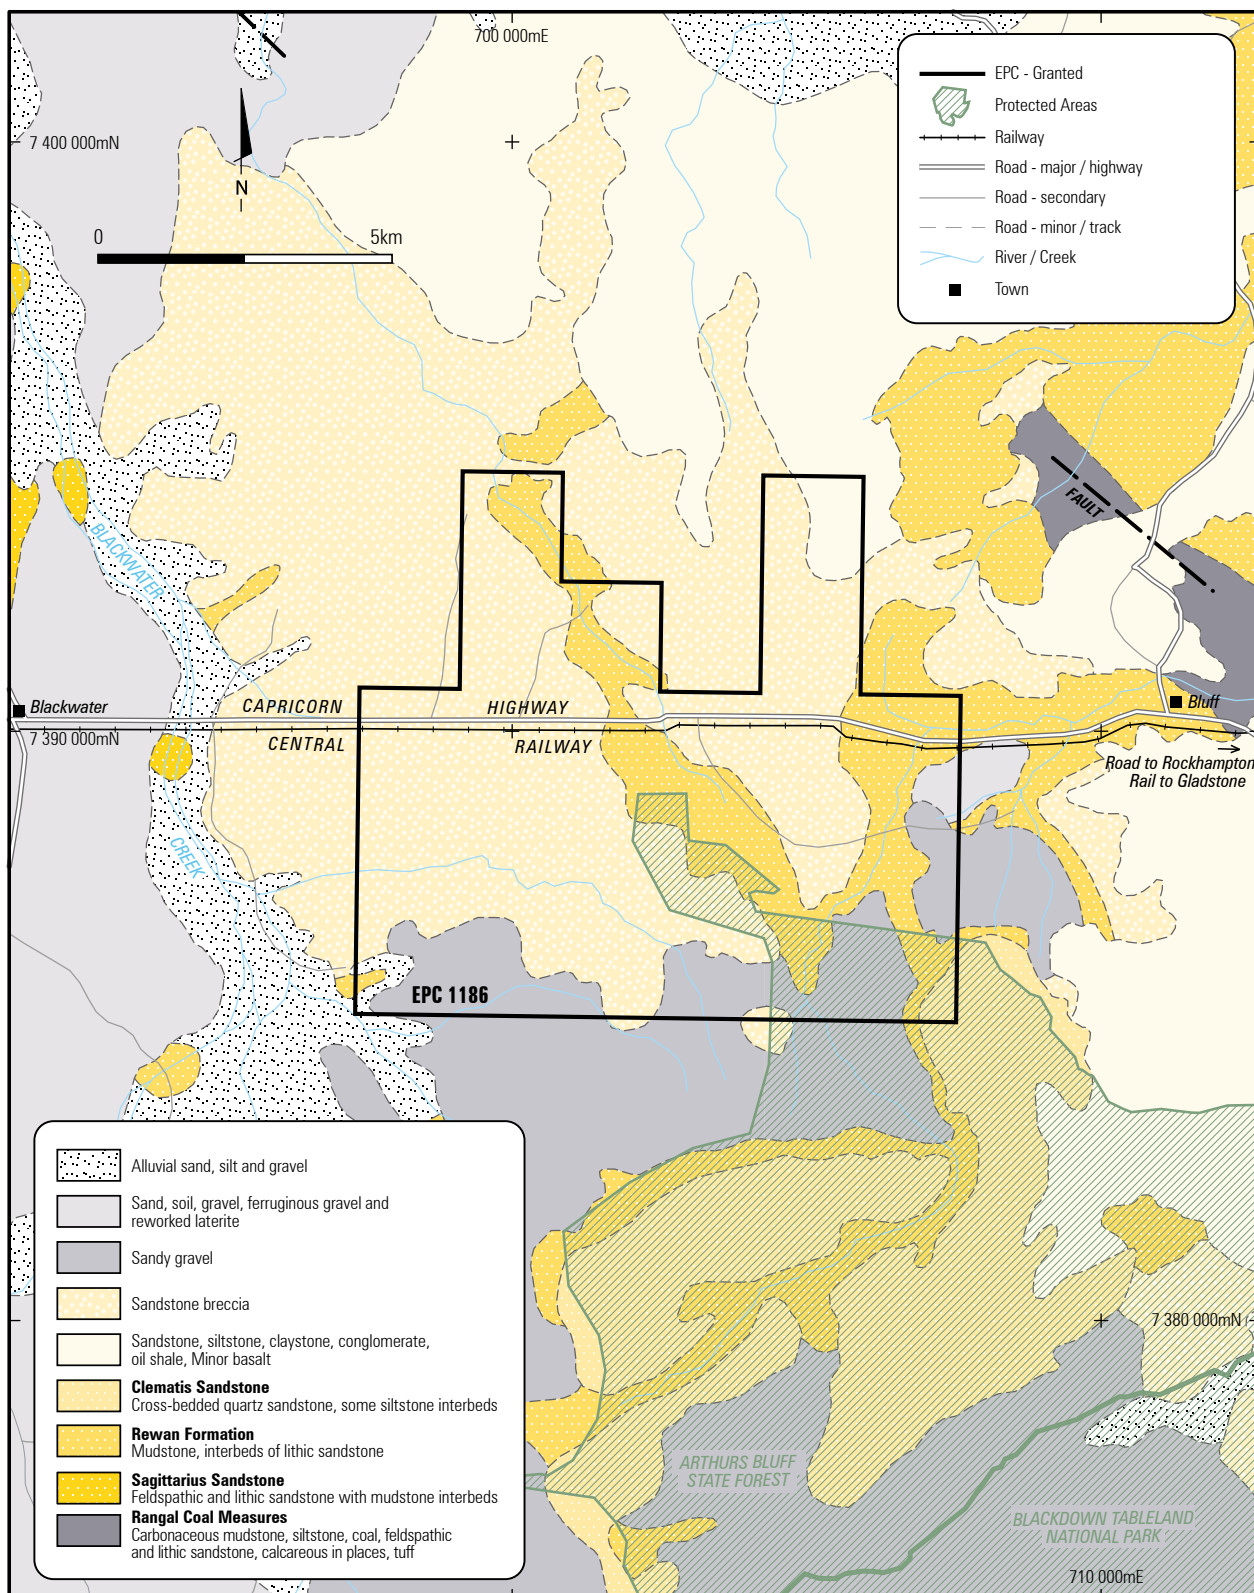 700 000mE
EPC - Granted
Protected Areas
Railway
Road - major / highway
Road - secondary
Road - minor / track
River / Creek
Town
7 400 000mN
N
0
5km
FAULT
BLACKWATER
Blackwater
CAPRICORN
HIGHWAY
Bluff
7 390 000mN
CENTRAL
RAILWAY
Road to Rockhampton
Rail to Gladstone
CREEK
EPC 1186
Alluvial sand, silt and gravel
Sand, soil, gravel, ferruginous gravel and
reworked laterite
Sandy gravel
Sandstone breccia
Sandstone, siltstone, claystone, conglomerate,
oil shale, Minor basalt
Clematis Sandstone
Cross-bedded quartz sandstone, some siltstone interbeds
Rewan Formation
Mudstone, interbeds of lithic sandstone
Sagittarius Sandstone
Feldspathic and lithic sandstone with mudstone interbeds
Rangal Coal Measures
Carbonaceous mudstone, siltstone, coal, feldspathic
and lithic sandstone, calcareous in places, tuff
7 380 000mN
ARTHURS BLUFF
STATE FOREST
BLACKDOWN TABLELAND
NATIONAL PARK
710 000mE